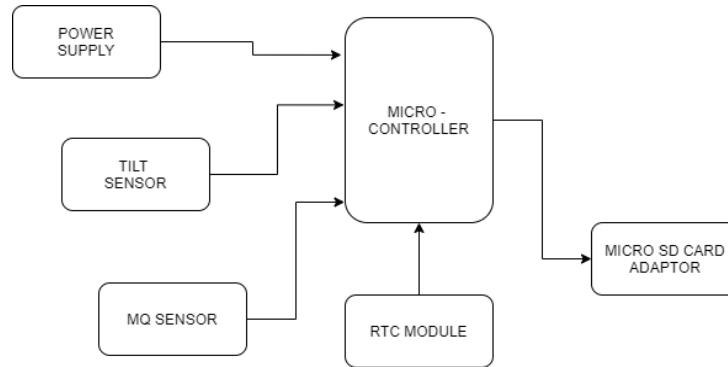 POWER
SUPPLY
MICRO -
CONTROLLER
TILT
SENSOR
MICRO SD CARD
ADAPTOR
MQ SENSOR
RTC MODULE